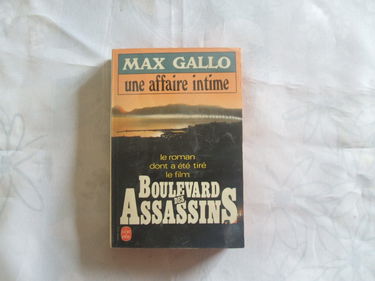 MAX GALLO
une affaire intime
le roman
dont a été tiré
le film
BOULEVARD
DES
ASSASSINS